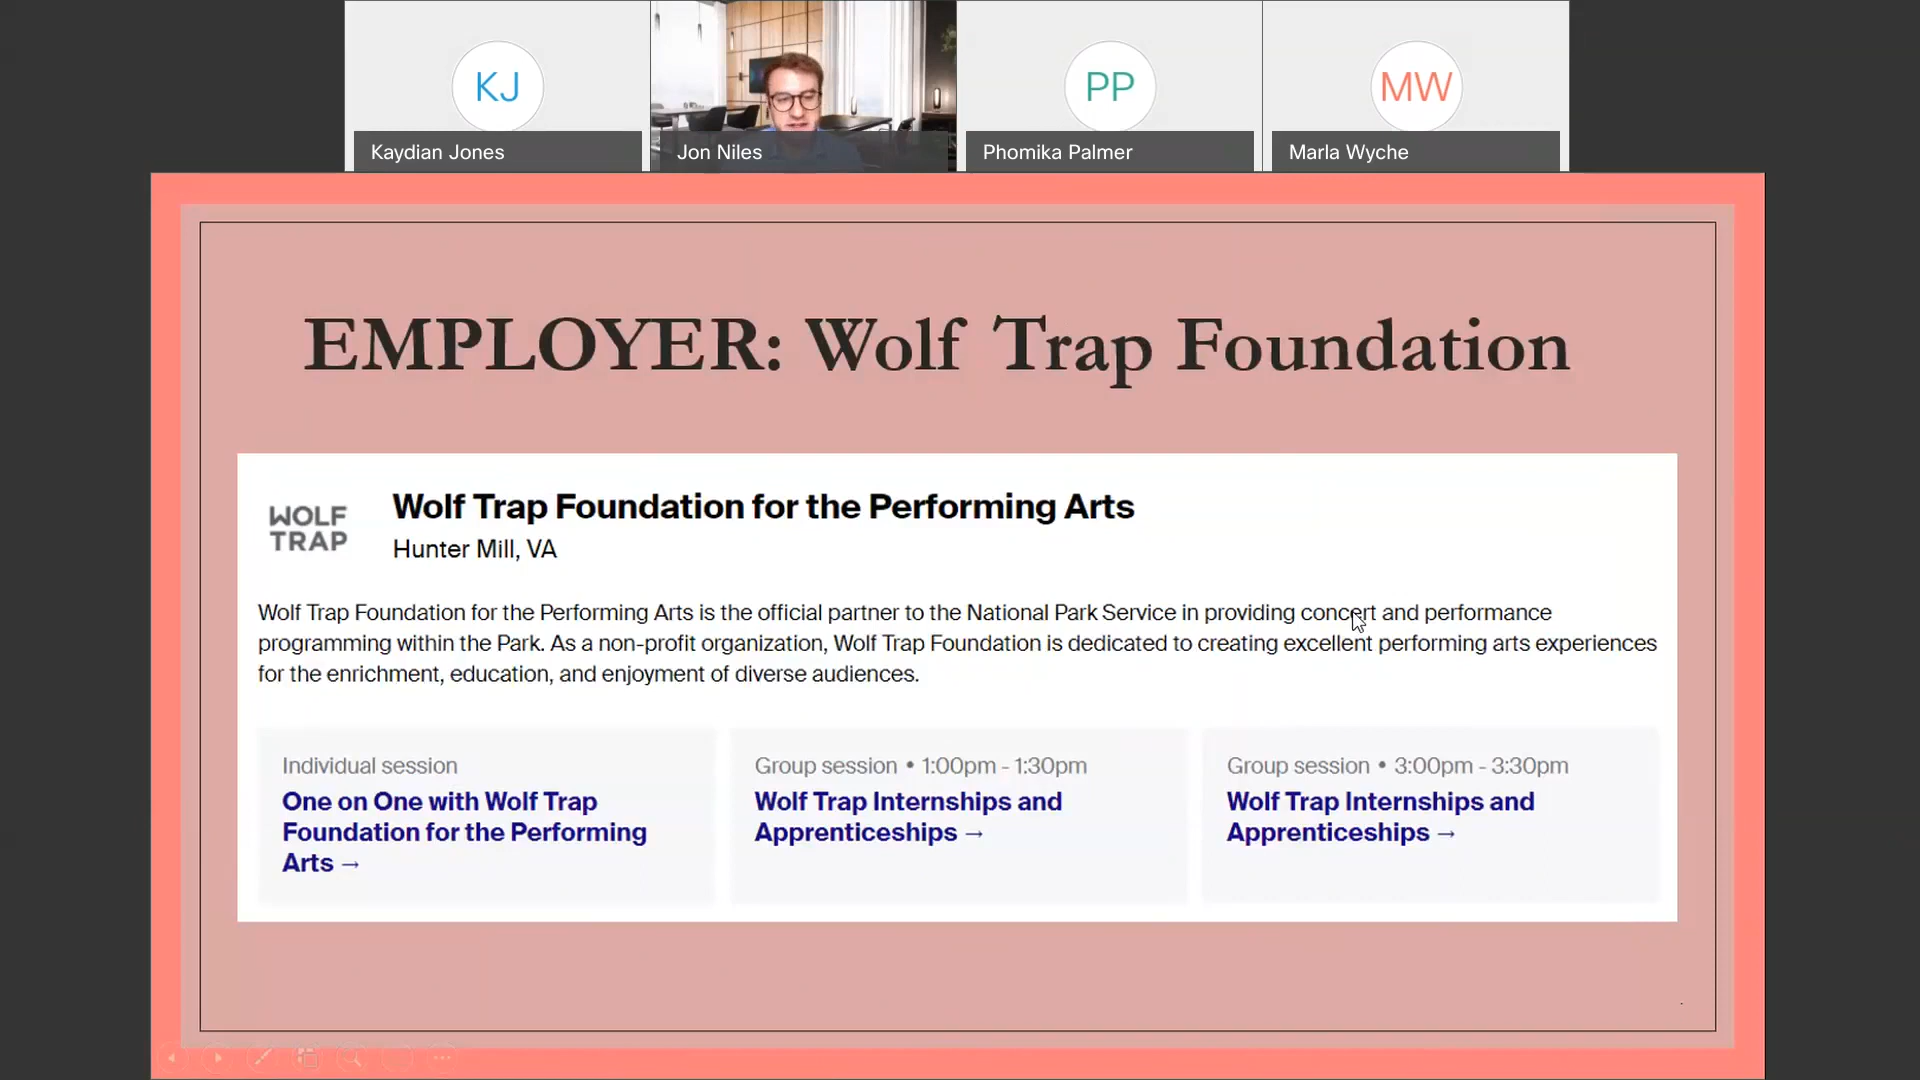 KJ
PP
MW
Kaydian Jones
Jon Niles
Phomika Palmer
Marla Wyche
EMPLOYER: Wolf Trap Foundation
WOLF
TRAP
Wolf Trap Foundation for the Performing Arts
Hunter Mill, VA
Wolf Trap Foundation for the Performing Arts is the official partner to the National Park Service in providing concert and performance
programming within the Park. As a non-profit organization, Wolf Trap Foundation is dedicated to creating excellent performing arts experiences
for the enrichment, education, and enjoyment of diverse audiences.
Individual session
One on One with Wolf Trap
Foundation for the Performing
Arts →
Group session • 1:00pm - 1:30pm
Wolf Trap Internships and
Apprenticeships →
Group session • 3:00pm - 3:30pm
Wolf Trap Internships and
Apprenticeships →